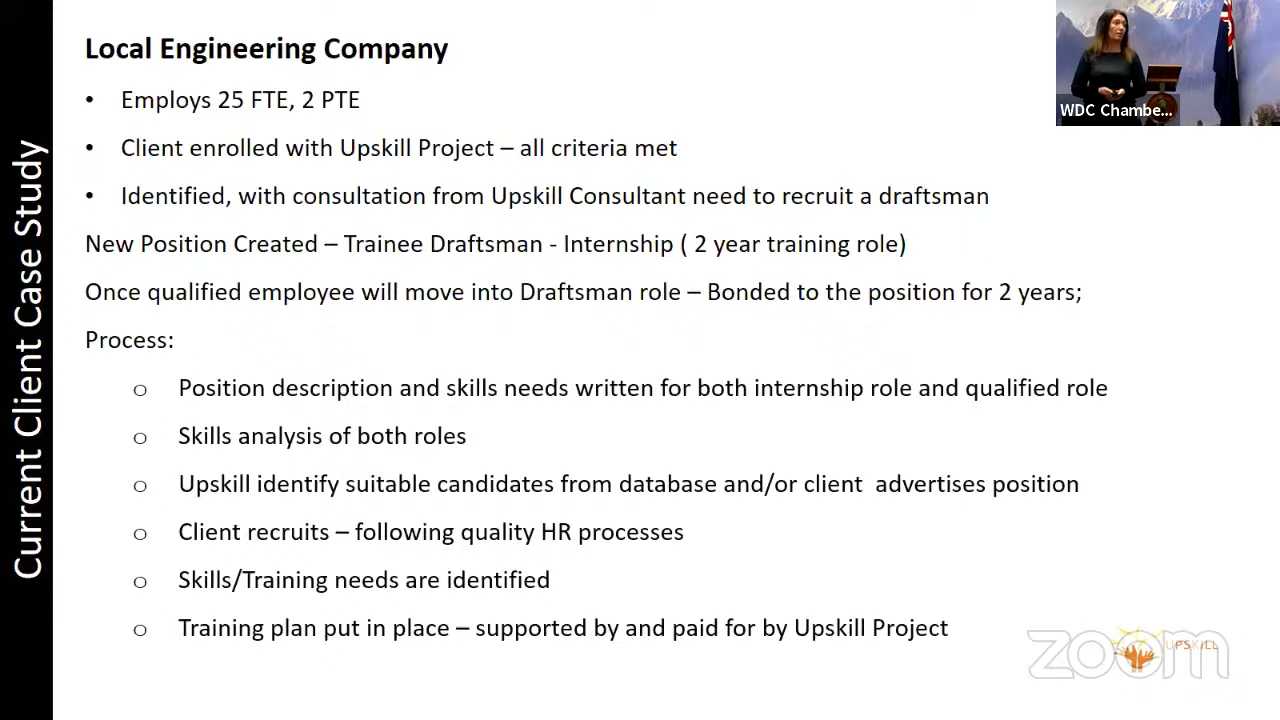 Current Client Case Study
Local Engineering Company
• Employs 25 FTE, 2 PTE
• Client enrolled with Upskill Project – all criteria met
• Identified, with consultation from Upskill Consultant need to recruit a draftsman
New Position Created – Trainee Draftsman - Internship ( 2 year training role)
Once qualified employee will move into Draftsman role – Bonded to the position for 2 years;
Process:
o Position description and skills needs written for both internship role and qualified role
o Skills analysis of both roles
o Upskill identify suitable candidates from database and/or client advertises position
o Client recruits – following quality HR processes
o Skills/Training needs are identified
o Training plan put in place – supported by and paid for by Upskill Project
WDC Chambe...
zoom
UPSKILL